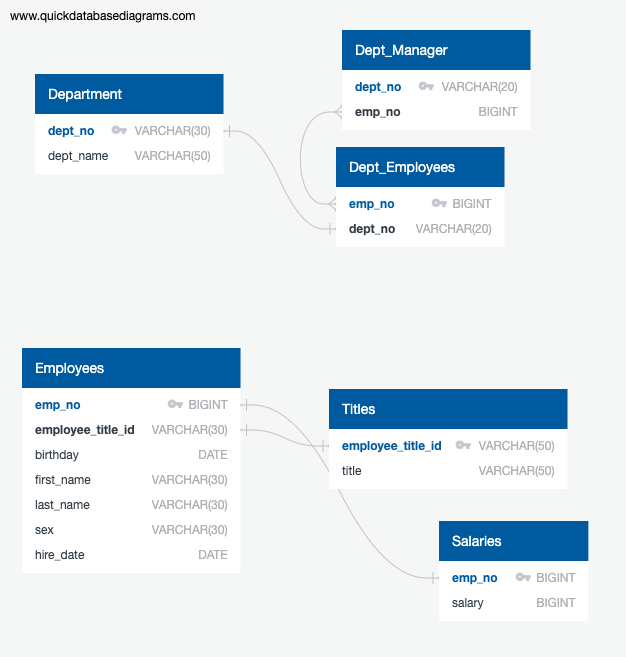 www.quickdatabasediagrams.com
Dept_Manager
dept_no VARCHAR(20)
emp_no BIGINT
Department
dept_no VARCHAR(30)
dept_name VARCHAR(50)
Dept_Employees
emp_no BIGINT
dept_no VARCHAR(20)
Employees
emp_no BIGINT
employee_title_id VARCHAR(30)
birthday DATE
first_name VARCHAR(30)
last_name VARCHAR(30)
sex VARCHAR(30)
hire_date DATE
Titles
employee_title_id VARCHAR(50)
title VARCHAR(50)
Salaries
emp_no BIGINT
salary BIGINT